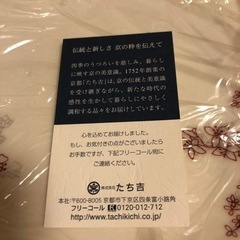 伝統と新しさ 京の粋を伝えて
四季のうつろいを慈しみ、暮らし
に映す京の美意識。1752年創業の
京都「たち吉」は、京の伝統と美意識
を受け継ぎながら、新たな時代の
感性を生かして暮らしにやさしく
調和する品々をお届けしています。
心を込めてお届けしました。
もし、お気付きの点がございましたら
お手数ですが、下記フリーコール宛に
ご連絡ください。
株式会社 たち吉
本社:〒600-8005 京都市下京区四条富小路角
フリーコール 0120-012-712
http://www.tachikichi.co.jp/